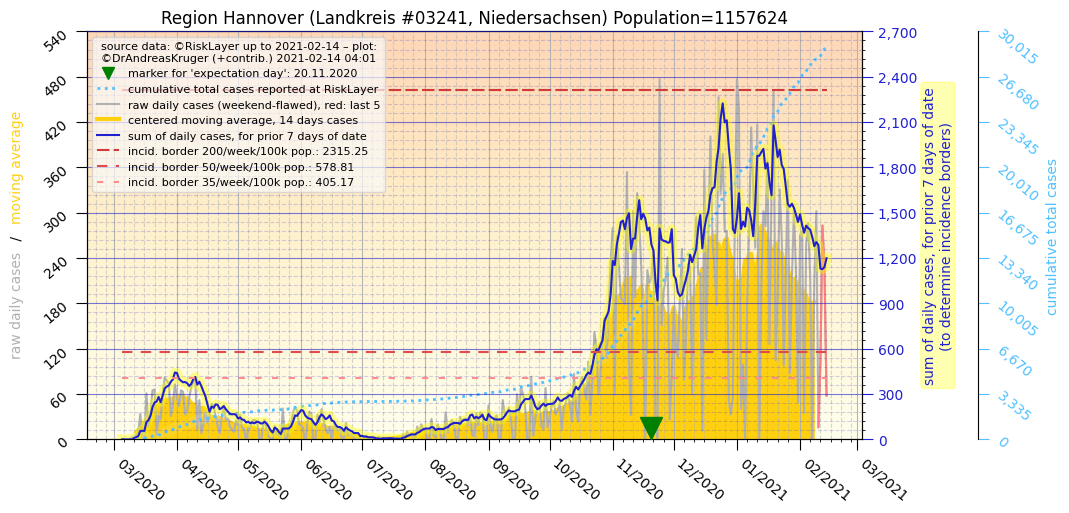 Region Hannover (Landkreis #03241, Niedersachsen) Population=1157624
source data: ©RiskLayer up to 2021-02-14 – plot:
©DrAndreasKruger (+contrib.) 2021-02-14 04:01
marker for 'expectation day': 20.11.2020
cumulative total cases reported at RiskLayer
raw daily cases (weekend-flawed), red: last 5
centered moving average, 14 days cases
sum of daily cases, for prior 7 days of date
incid. border 200/week/100k pop.: 2315.25
incid. border 50/week/100k pop.: 578.81
incid. border 35/week/100k pop.: 405.17
raw daily cases / moving average
540
480
420
360
300
240
180
120
60
0
03/2020
04/2020
05/2020
06/2020
07/2020
08/2020
09/2020
10/2020
11/2020
12/2020
01/2021
02/2021
03/2021
2,700
2,400
2,100
1,800
1,500
1,200
900
600
300
0
sum of daily cases, for prior 7 days of date
(to determine incidence borders)
30,015
26,680
23,345
20,010
16,675
13,340
10,005
6,670
3,335
0
cumulative total cases